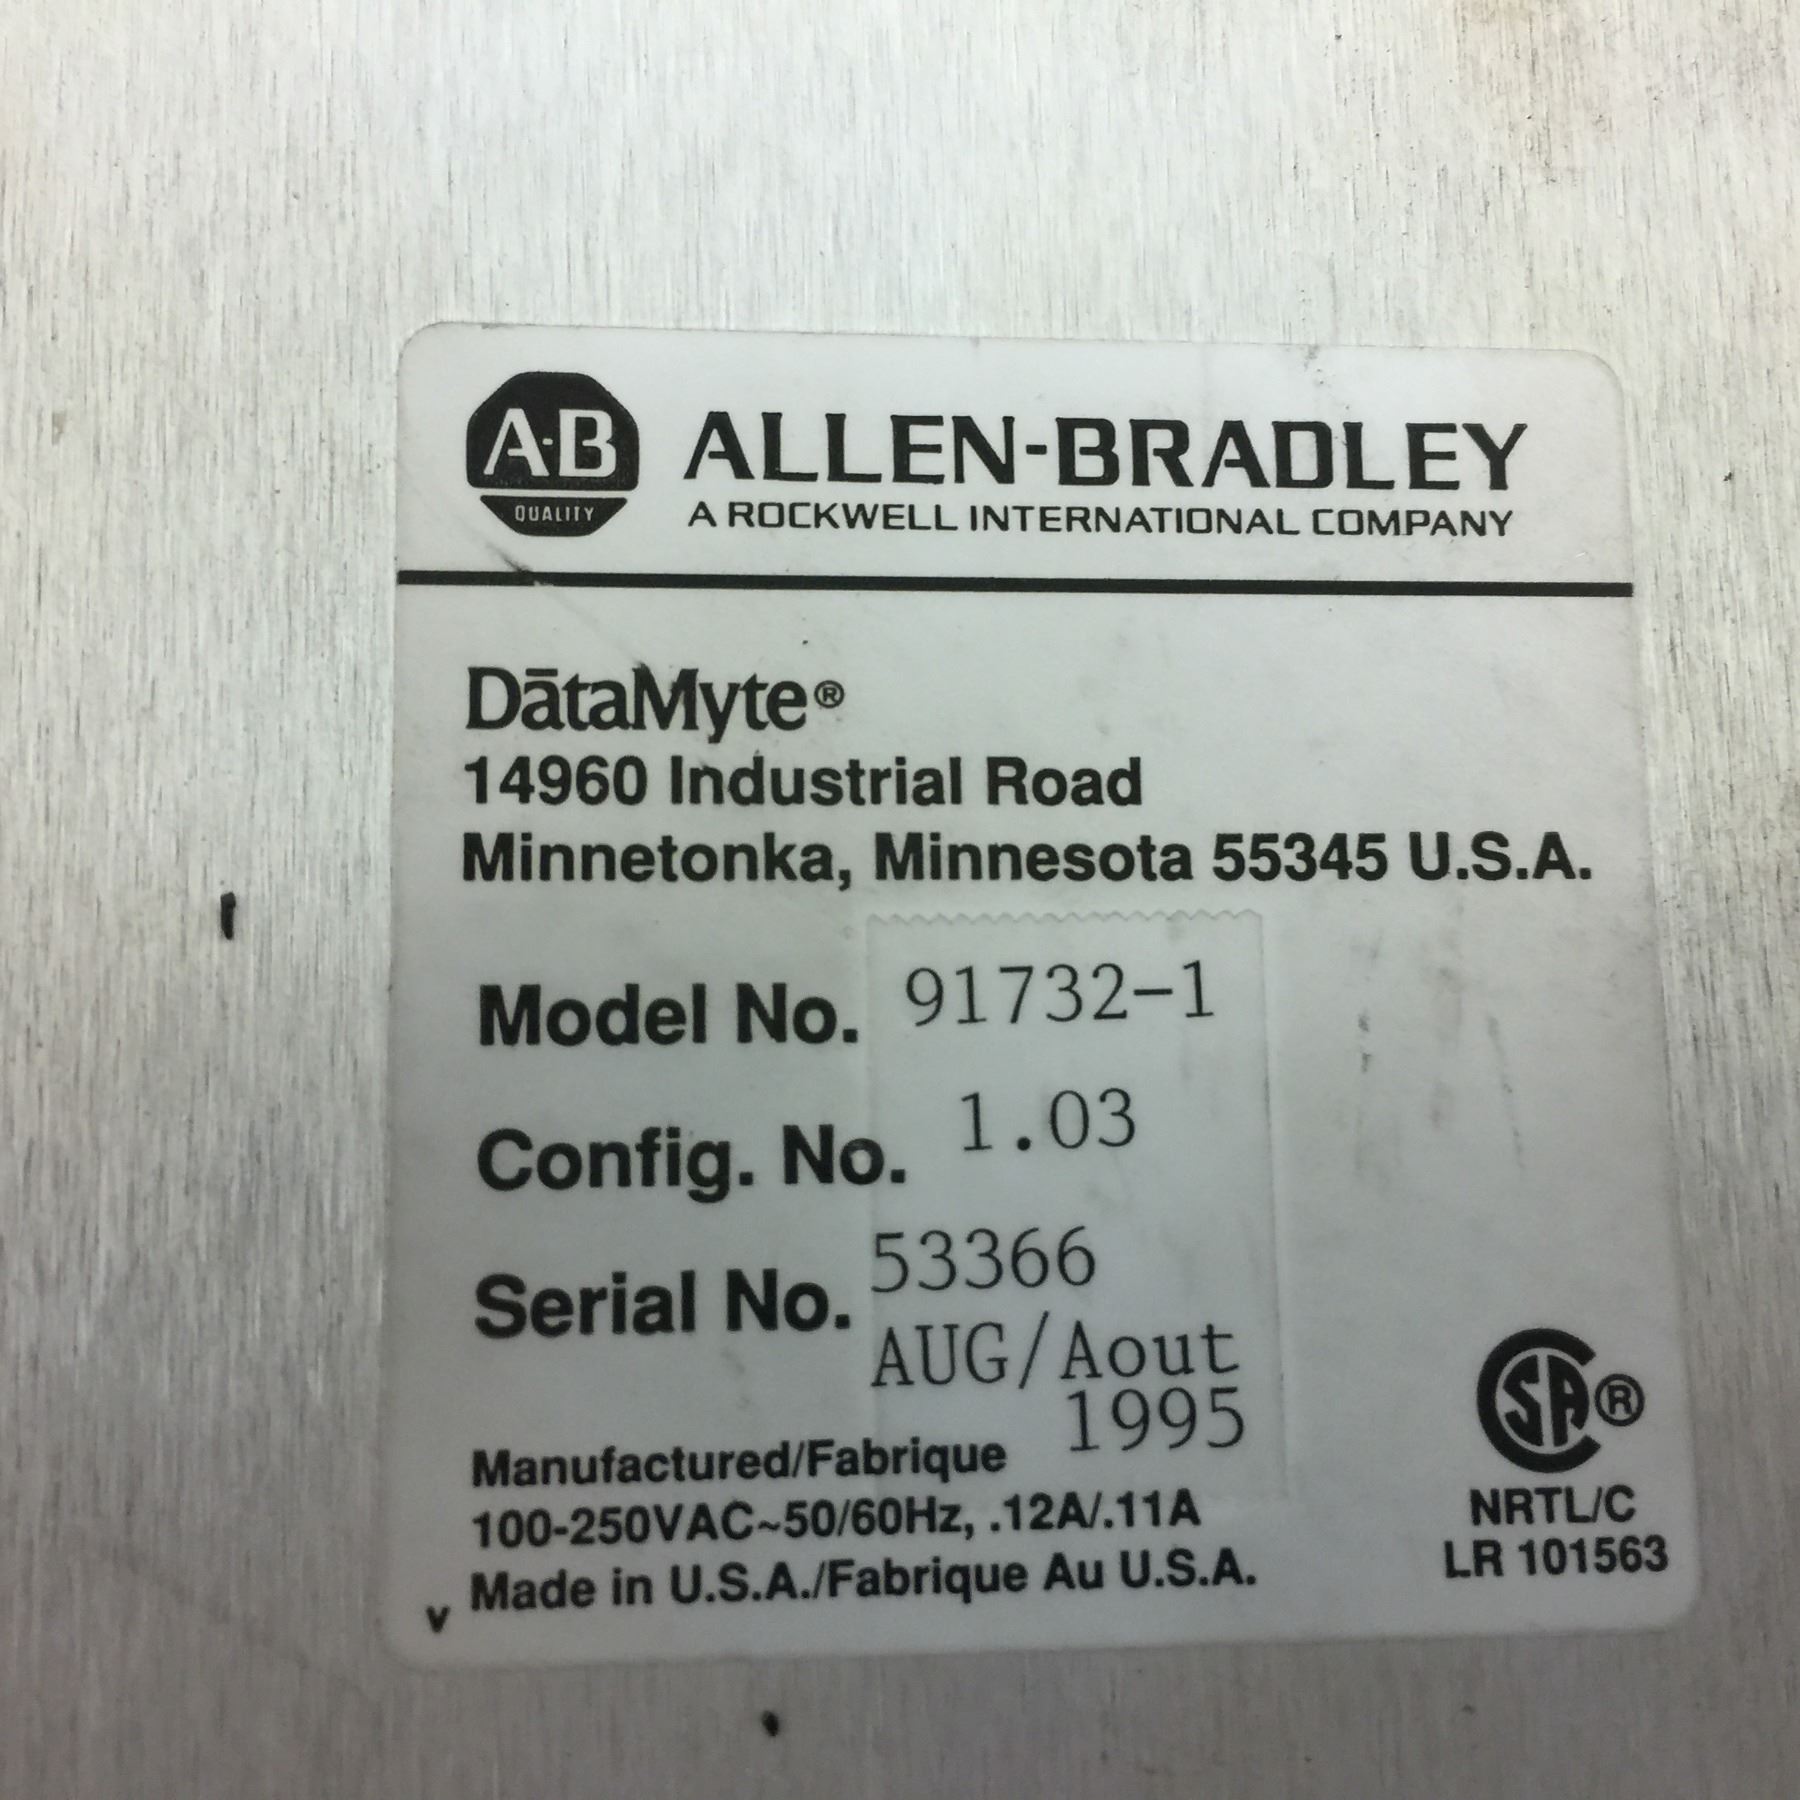 A-B ALLEN-BRADLEY
QUALITY A ROCKWELL INTERNATIONAL COMPANY
DātaMyte®
14960 Industrial Road
Minnetonka, Minnesota 55345 U.S.A.
Model No. 91732-1
Config. No. 1.03
Serial No. 53366
AUG/Aout
1995
Manufactured/Fabrique
100-250VAC~50/60Hz, .12A/.11A
Made in U.S.A./Fabrique Au U.S.A.
v
SA®
NRTL/C
LR 101563